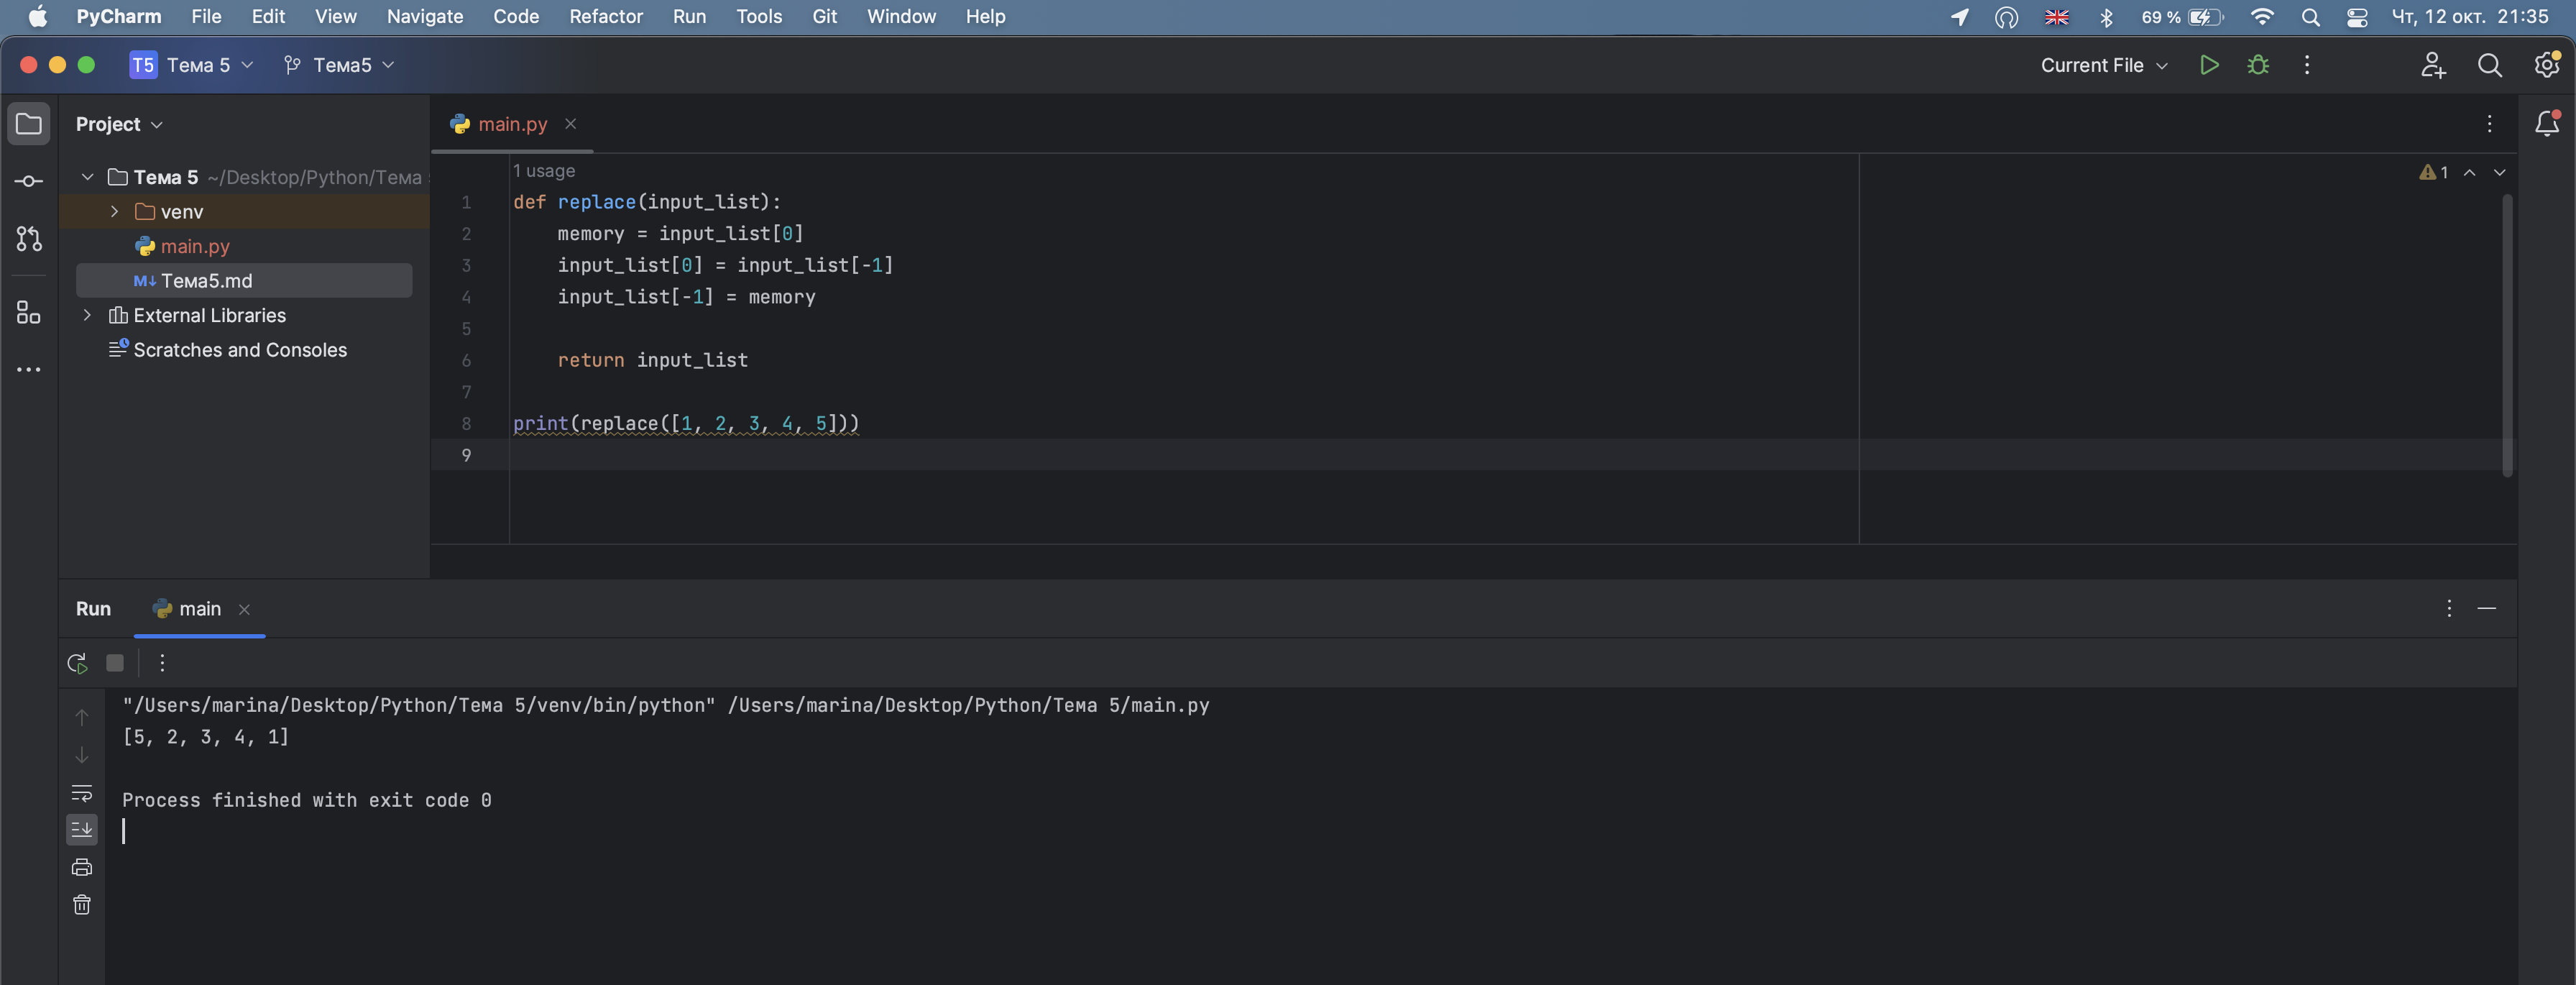 PyCharm File Edit View Navigate Code Refactor Run Tools Git Window Help 69 % Чт, 12 окт. 21:35
T5 Тема 5 Тема5 Current File
Project
main.py
Тема 5 ~/Desktop/Python/Тема
venv
main.py
M↓ Тема5.md
External Libraries
Scratches and Consoles
1 usage
1
1 def replace(input_list):
2 memory = input_list[0]
3 input_list[0] = input_list[-1]
4 input_list[-1] = memory
5
6 return input_list
7
8 print(replace([1, 2, 3, 4, 5]))
9
Run main
"/Users/marina/Desktop/Python/Тема 5/venv/bin/python" /Users/marina/Desktop/Python/Тема 5/main.py
[5, 2, 3, 4, 1]
Process finished with exit code 0